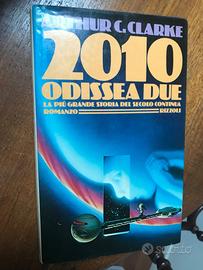 ARTHUR C. CLARKE
2010
ODISSEA DUE
LA PIÙ GRANDE STORIA DEL SECOLO CONTINUA
ROMANZO RIZZOLI
subito